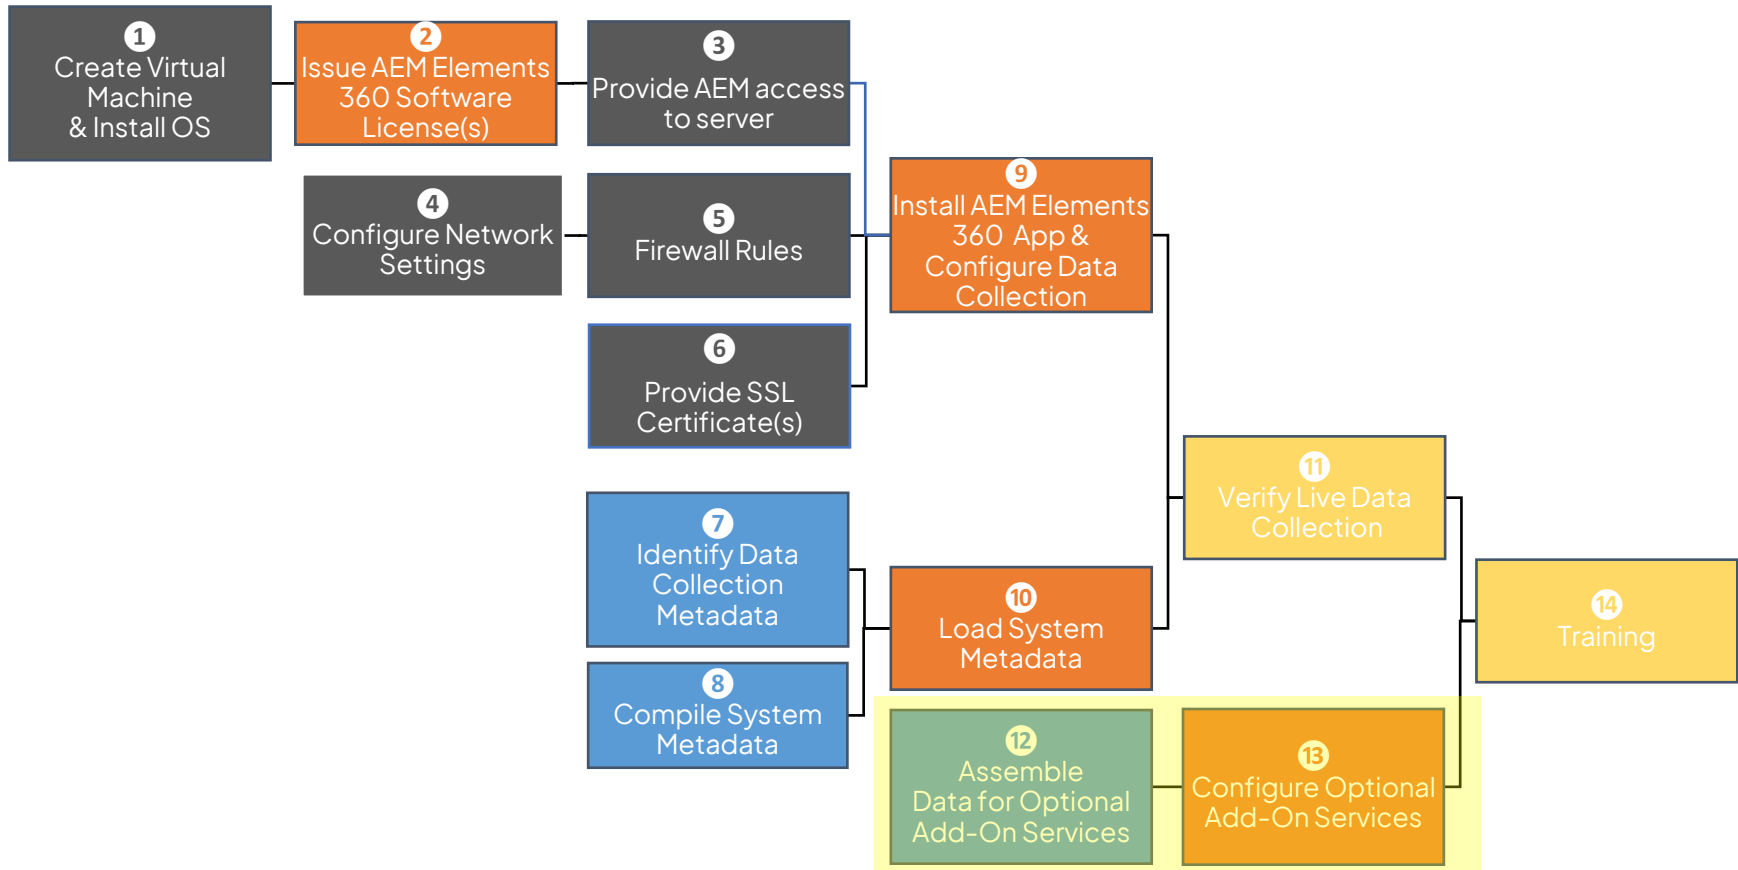 1
Create Virtual
Machine
& Install OS
2
Issue AEM Elements
360 Software
License(s)
3
Provide AEM access
to server
4
Configure Network
Settings
5
Firewall Rules
6
Provide SSL
Certificate(s)
7
Identify Data
Collection
Metadata
8
Compile System
Metadata
9
Install AEM Elements
360 App &
Configure Data
Collection
10
Load System
Metadata
11
Verify Live Data
Collection
12
Assemble
Data for Optional
Add-On Services
13
Configure Optional
Add-On Services
14
Training